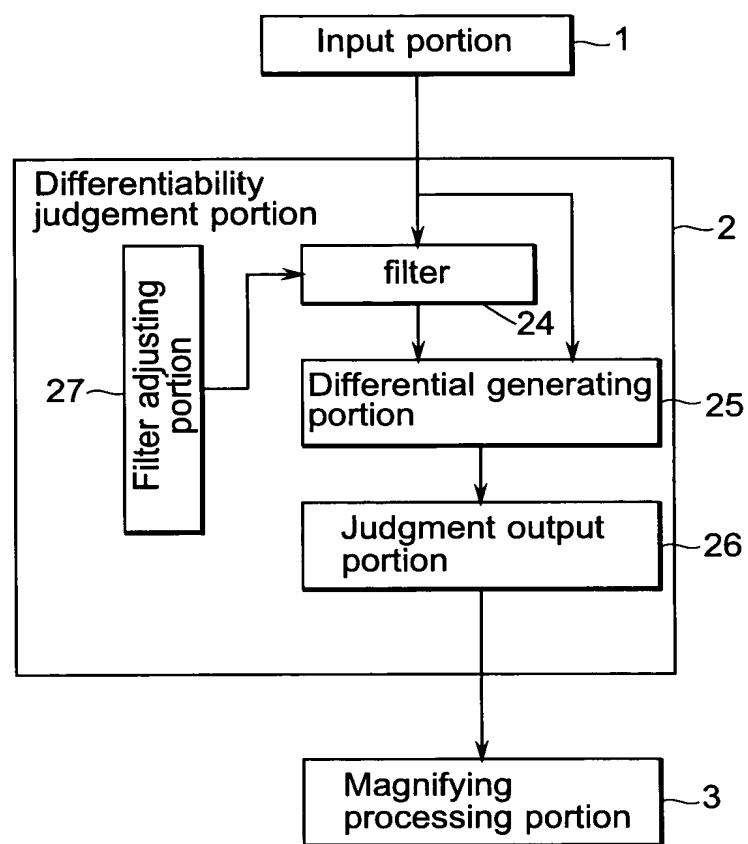 Input portion
1
Differentiability
judgement portion
2
filter
24
Filter adjusting
portion
27
Differential generating
portion
25
Judgment output
portion
26
Magnifying
processing portion
3